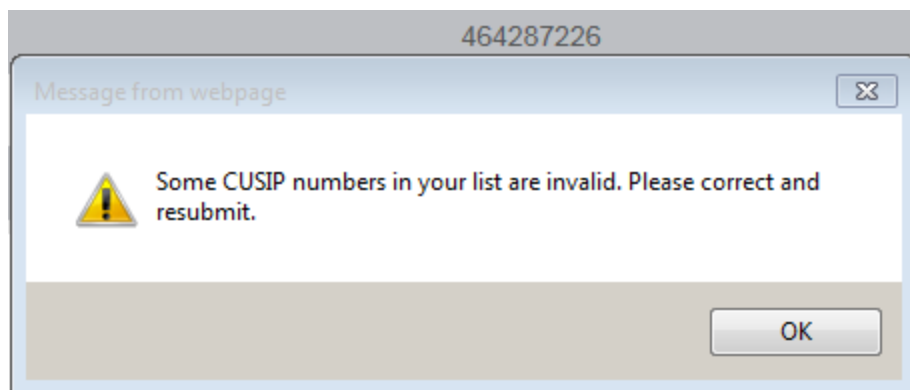 464287226
Message from webpage
Some CUSIP numbers in your list are invalid. Please correct and
resubmit.
OK